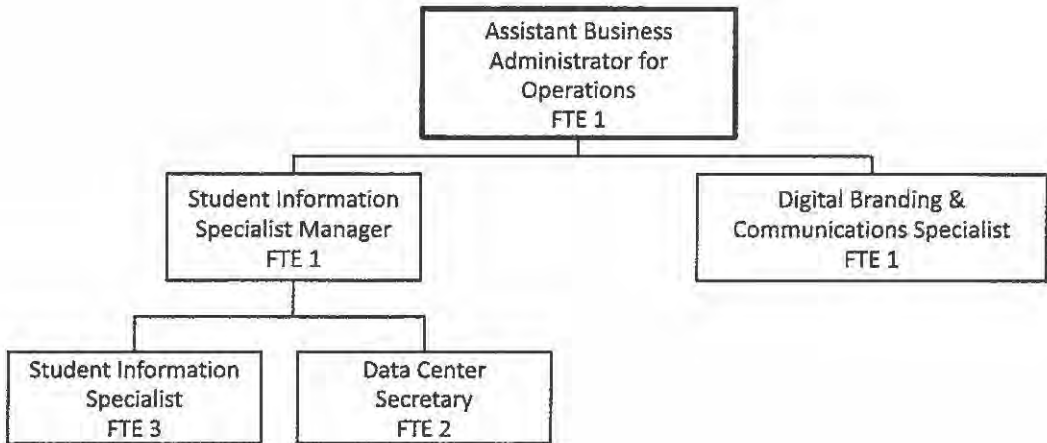 Assistant Business
Administrator for
Operations
FTE 1
Student Information
Specialist Manager
FTE 1
Digital Branding &
Communications Specialist
FTE 1
Student Information
Specialist
FTE 3
Data Center
Secretary
FTE 2